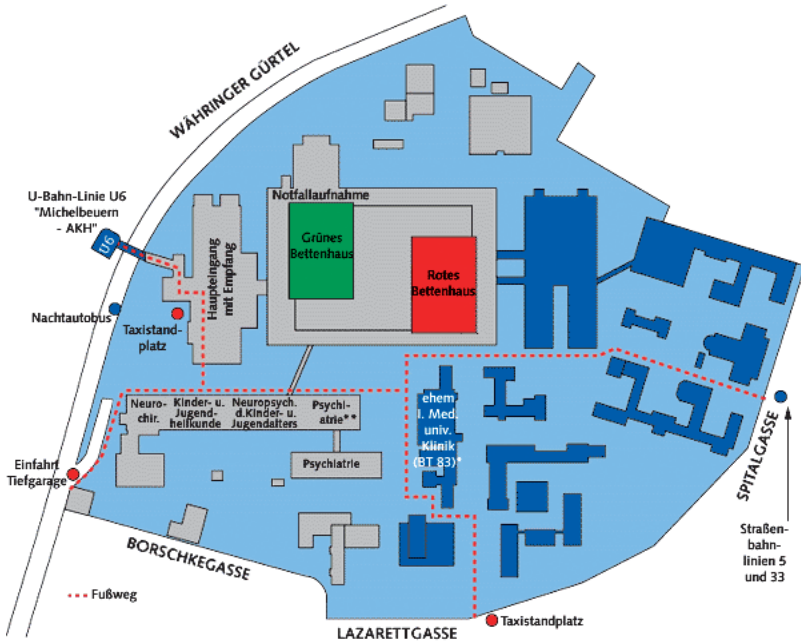 WÄHRINGER GÜRTEL
U-Bahn-Linie U6
"Michelbeuern
- AKH"
U6
Notfallaufnahme
Grünes
Bettenhaus
Rotes
Bettenhaus
Haupteingang
mit Empfang
Nachtautobus
Taxistand-
platz
Neuro-
chir.
Kinder- u.
Jugend-
heilkunde
Neuropsych.
d.Kinder- u.
Jugendalters
Psychi-
atrie**
Psychiatrie
ehem.
I. Med.
univ.
Klinik
(BT 83)*
Einfahrt
Tiefgarage
BORSCHKEGASSE
SPITALGASSE
Straßen-
bahn-
linien 5
und 33
Fußweg
Taxistandplatz
LAZARETTGASSE